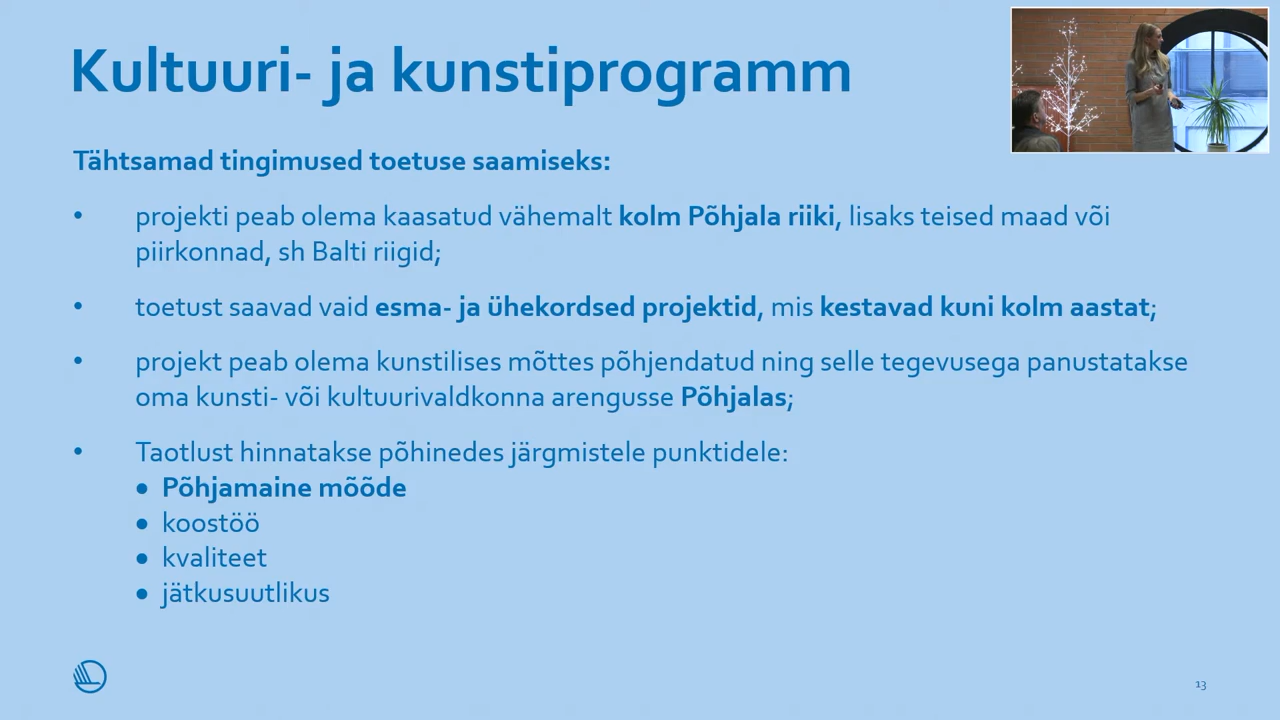 Kultuuri- ja kunstiprogramm
Tähtsamad tingimused toetuse saamiseks:
• projekti peab olema kaasatud vähemalt kolm Põhjala riiki, lisaks teised maad või
piirkonnad, sh Balti riigid;
• toetust saavad vaid esma- ja ühekordsed projektid, mis kestavad kuni kolm aastat;
• projekt peab olema kunstilises mõttes põhjendatud ning selle tegevusega panustatakse
oma kunsti- või kultuurivaldkonna arengusse Põhjalas;
• Taotlust hinnatakse põhinedes järgmistele punktidele:
• Põhjamaine mõõde
• koostöö
• kvaliteet
• jätkusuutlikus
13